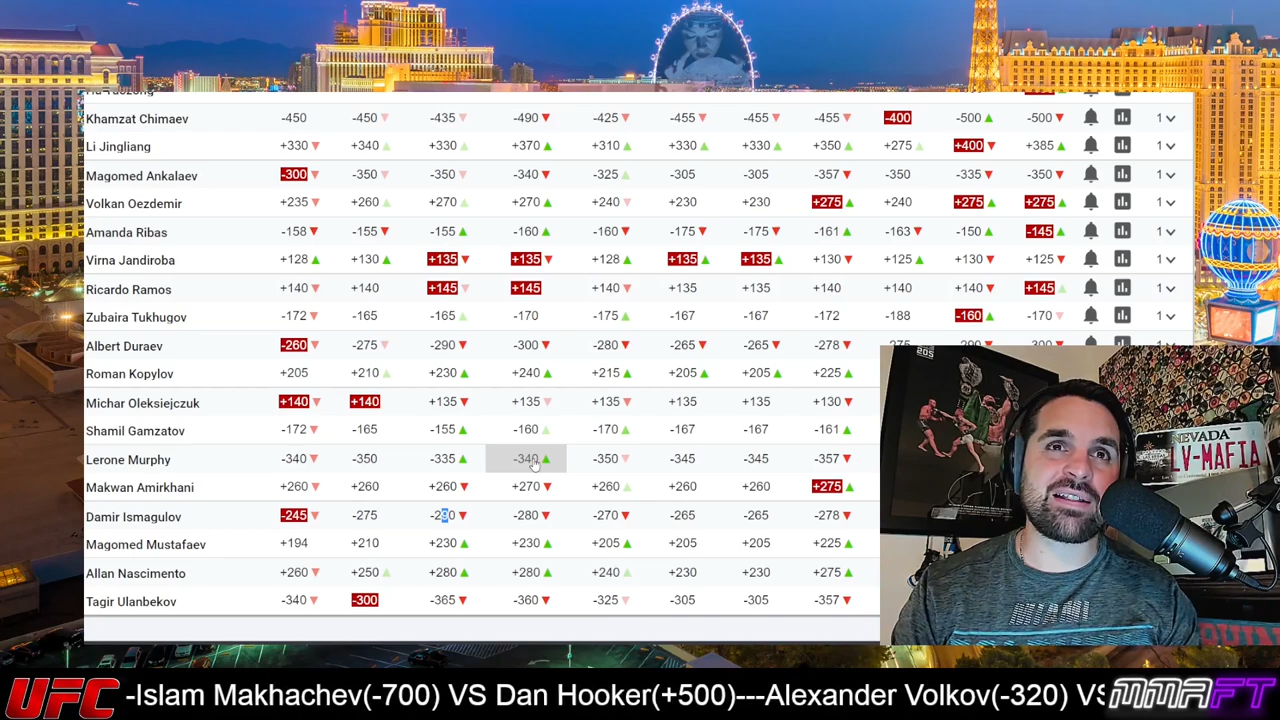 Khamzat Chimaev -450 -450 -435 -490 -425 -455 -455 -455 -400 -500 -500 1
Li Jingliang +330 +340 +330 +370 +310 +330 +330 +350 +275 +400 +385 1
Magomed Ankalaev -300 -350 -350 -340 -325 -305 -305 -357 -350 -335 -350 1
Volkan Oezdemir +235 +260 +270 +270 +240 +230 +230 +275 +240 +275 +275 1
Amanda Ribas -158 -155 -155 -160 -160 -175 -175 -161 -163 -150 -145 1
Virna Jandiroba +128 +130 +135 +135 +128 +135 +135 +130 +125 +130 +125 1
Ricardo Ramos +140 +140 +145 +145 +140 +135 +135 +140 +140 +140 +145 1
Zubaira Tukhugov -172 -165 -165 -170 -175 -167 -167 -172 -188 -160 -170 1
Albert Duraev -260 -275 -290 -300 -280 -265 -265 -278
Roman Kopylov +205 +210 +230 +240 +215 +205 +205 +225
Michar Oleksiejczuk +140 +140 +135 +135 +135 +135 +135 +130
Shamil Gamzatov -172 -165 -155 -160 -170 -167 -167 -161
Lerone Murphy -340 -350 -335 -340 -350 -345 -345 -357
Makwan Amirkhani +260 +260 +260 +270 +260 +260 +260 +275
Damir Ismagulov -245 -275 -290 -280 -270 -265 -265 -278
Magomed Mustafaev +194 +210 +230 +230 +205 +205 +205 +225
Allan Nascimento +260 +250 +280 +280 +240 +230 +230 +275
Tagir Ulanbekov -340 -300 -365 -360 -325 -305 -305 -357
205
NEVADA
LV-MAFIA
MIAMI
UFC -Islam Makhachev(-700) VS Dan Hooker(+500)---Alexander Volkov(-320) VS MMAFT